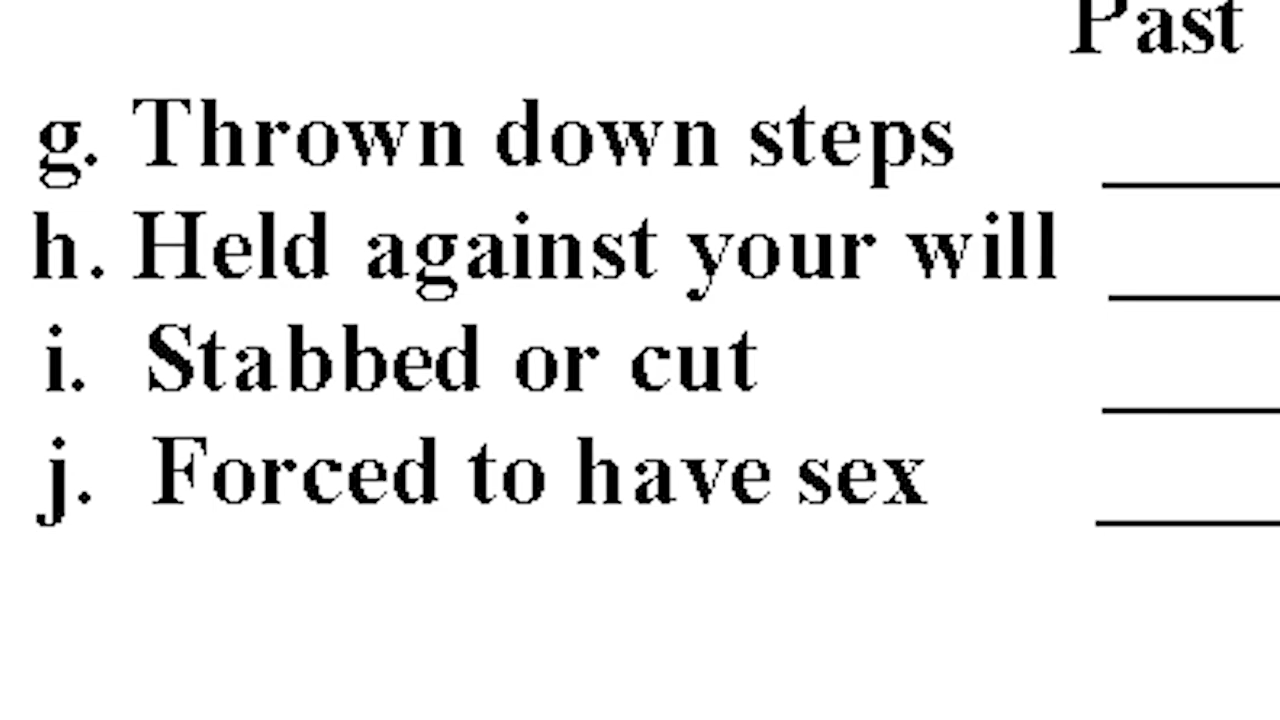 Past
g. Thrown down steps
h. Held against your will
i. Stabbed or cut
j. Forced to have sex